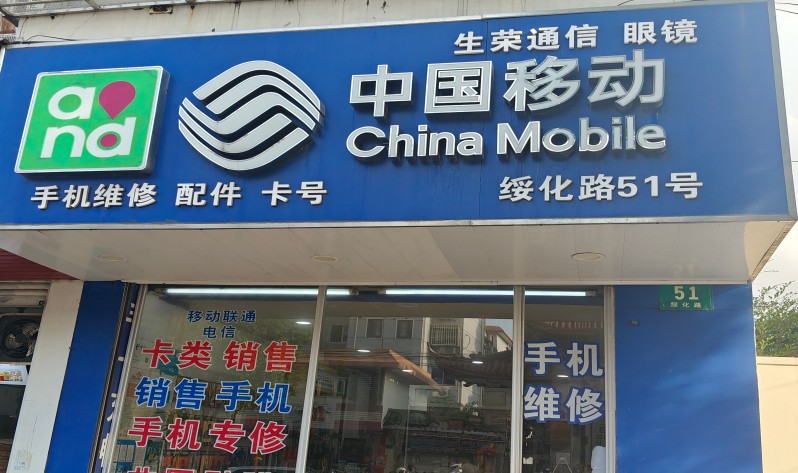 生荣通信 眼镜
and
中国移动
China Mobile
手机维修 配件 卡号
绥化路51号
51
绥化路
移动联通
电信
卡类 销售
销售 手机
手机专修
手机
维修